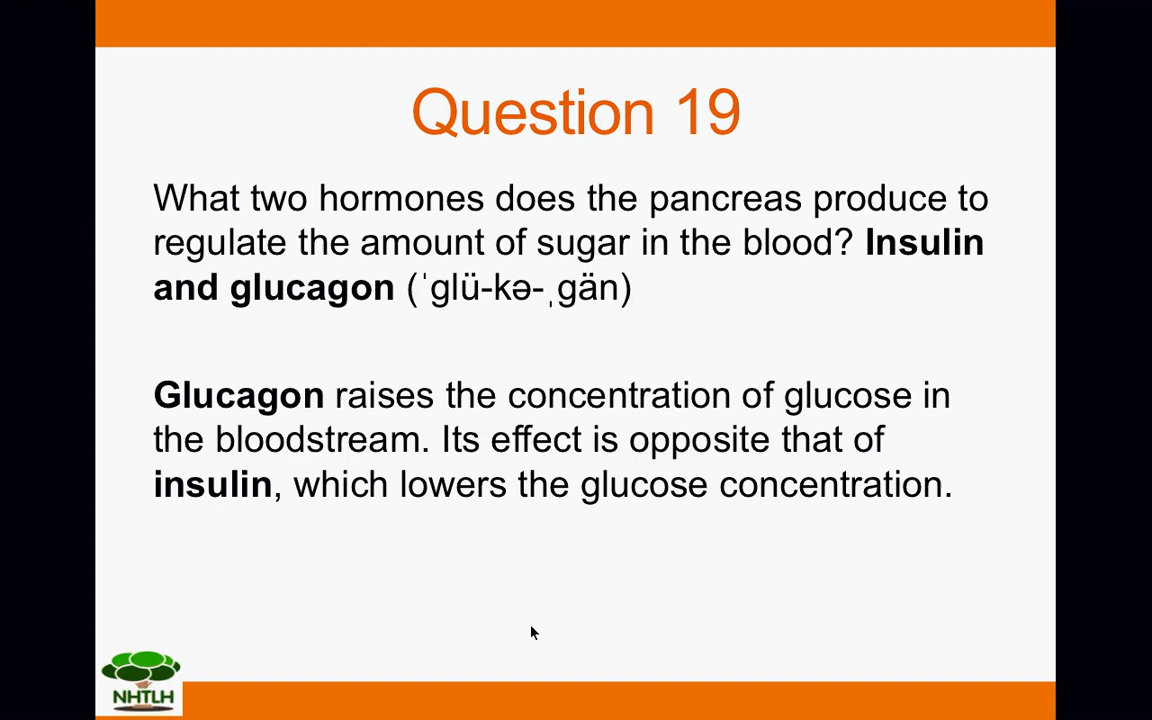 Question 19
What two hormones does the pancreas produce to
regulate the amount of sugar in the blood? Insulin
and glucagon (ˈglü-kə-ˌgän)
Glucagon raises the concentration of glucose in
the bloodstream. Its effect is opposite that of
insulin, which lowers the glucose concentration.
NHTLH